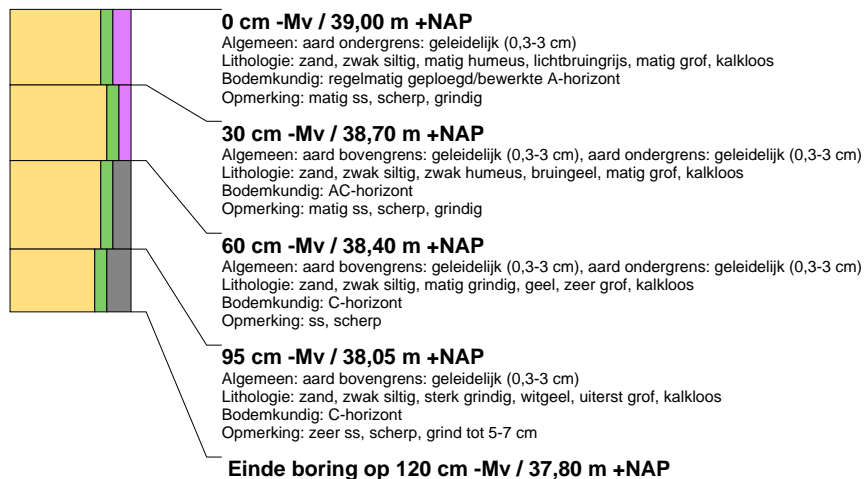 0 cm -Mv / 39,00 m +NAP
Algemeen: aard ondergrens: geleidelijk (0,3-3 cm)
Lithologie: zand, zwak siltig, matig humeus, lichtbruingrijs, matig grof, kalkloos
Bodemkundig: regelmatig geploegd/bewerkte A-horizont
Opmerking: matig ss, scherp, grindig
30 cm -Mv / 38,70 m +NAP
Algemeen: aard bovengrens: geleidelijk (0,3-3 cm), aard ondergrens: geleidelijk (0,3-3 cm)
Lithologie: zand, zwak siltig, zwak humeus, bruingeel, matig grof, kalkloos
Bodemkundig: AC-horizont
Opmerking: matig ss, scherp, grindig
60 cm -Mv / 38,40 m +NAP
Algemeen: aard bovengrens: geleidelijk (0,3-3 cm), aard ondergrens: geleidelijk (0,3-3 cm)
Lithologie: zand, zwak siltig, matig grindig, geel, zeer grof, kalkloos
Bodemkundig: C-horizont
Opmerking: ss, scherp
95 cm -Mv / 38,05 m +NAP
Algemeen: aard bovengrens: geleidelijk (0,3-3 cm)
Lithologie: zand, zwak siltig, sterk grindig, witgeel, uiterst grof, kalkloos
Bodemkundig: C-horizont
Opmerking: zeer ss, scherp, grind tot 5-7 cm
Einde boring op 120 cm -Mv / 37,80 m +NAP